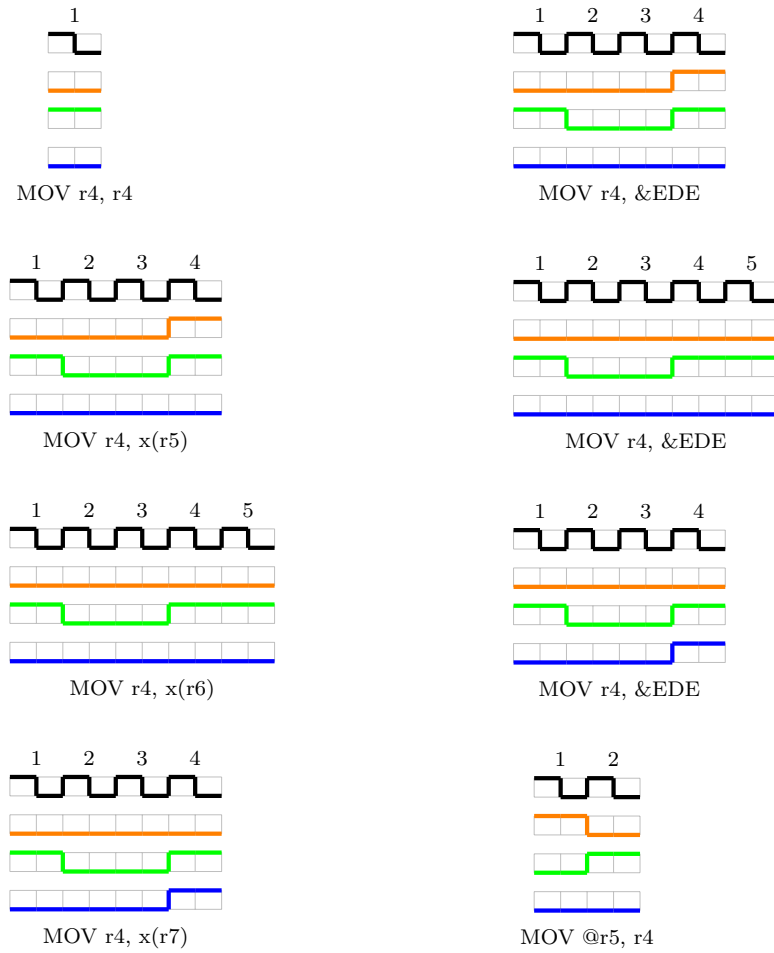 1
1 2 3 4
MOV r4, r4
MOV r4, &EDE
1 2 3 4
1 2 3 4 5
MOV r4, x(r5)
MOV r4, &EDE
1 2 3 4 5
1 2 3 4
MOV r4, x(r6)
MOV r4, &EDE
1 2 3 4
1 2
MOV r4, x(r7)
MOV @r5, r4